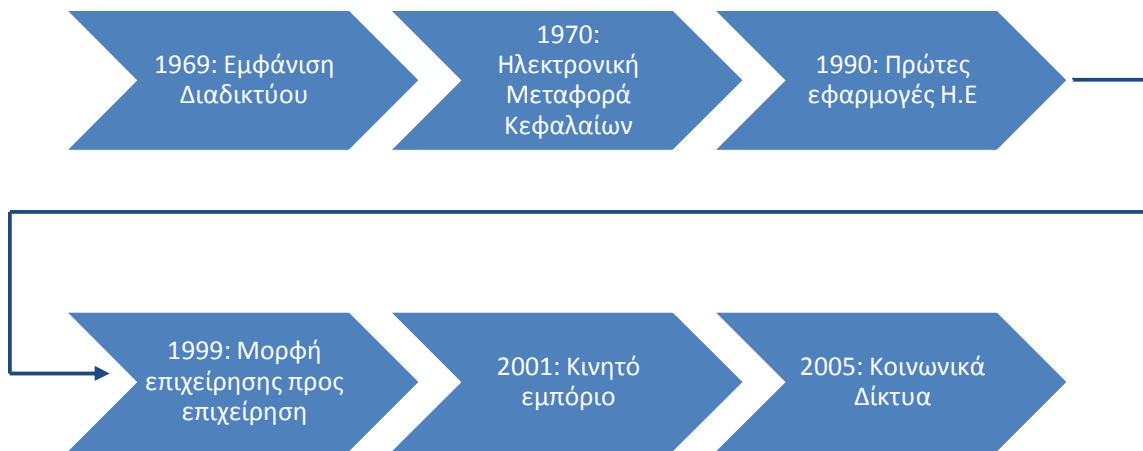 1969: Εμφάνιση
Διαδικτύου
1970:
Ηλεκτρονική
Μεταφορά
Κεφαλαίων
1990: Πρώτες
εφαρμογές Η.Ε
1999: Μορφή
επιχείρησης προς
επιχείρηση
2001: Κινητό
εμπόριο
2005: Κοινωνικά
Δίκτυα